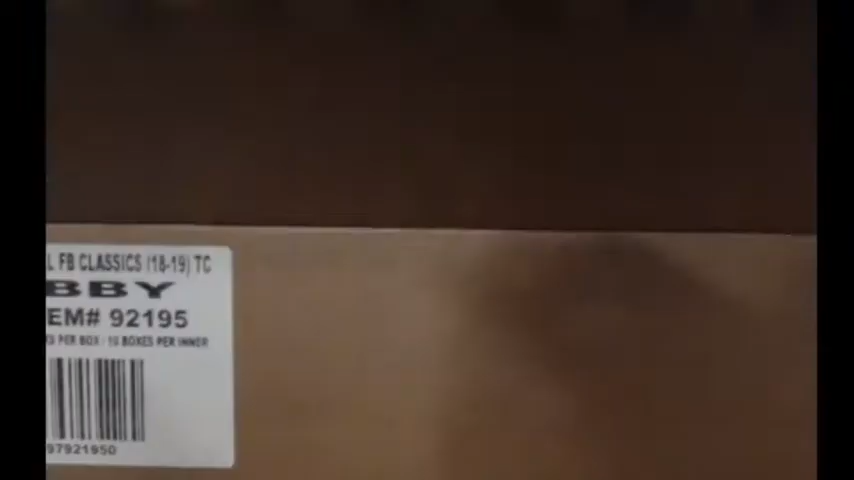 L FB CLASSICS (18-19) TC
BBY
EM# 92195
PER BOX - 10 BOXES PER INNER
97921950